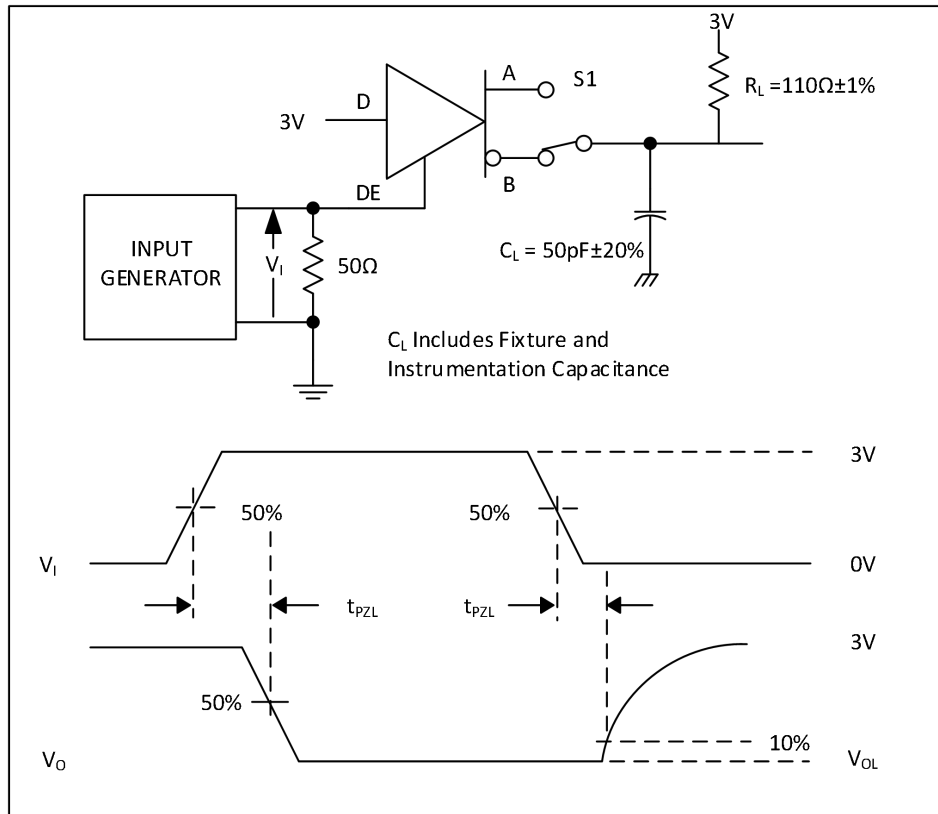 3V
A
S1
R_L =110Ω±1%
D
3V
B
DE
INPUT
GENERATOR
V_I
50Ω
C_L = 50pF±20%
C_L Includes Fixture and
Instrumentation Capacitance
3V
50%
50%
V_I
0V
t_PZL
t_PZL
3V
50%
10%
V_O
V_OL